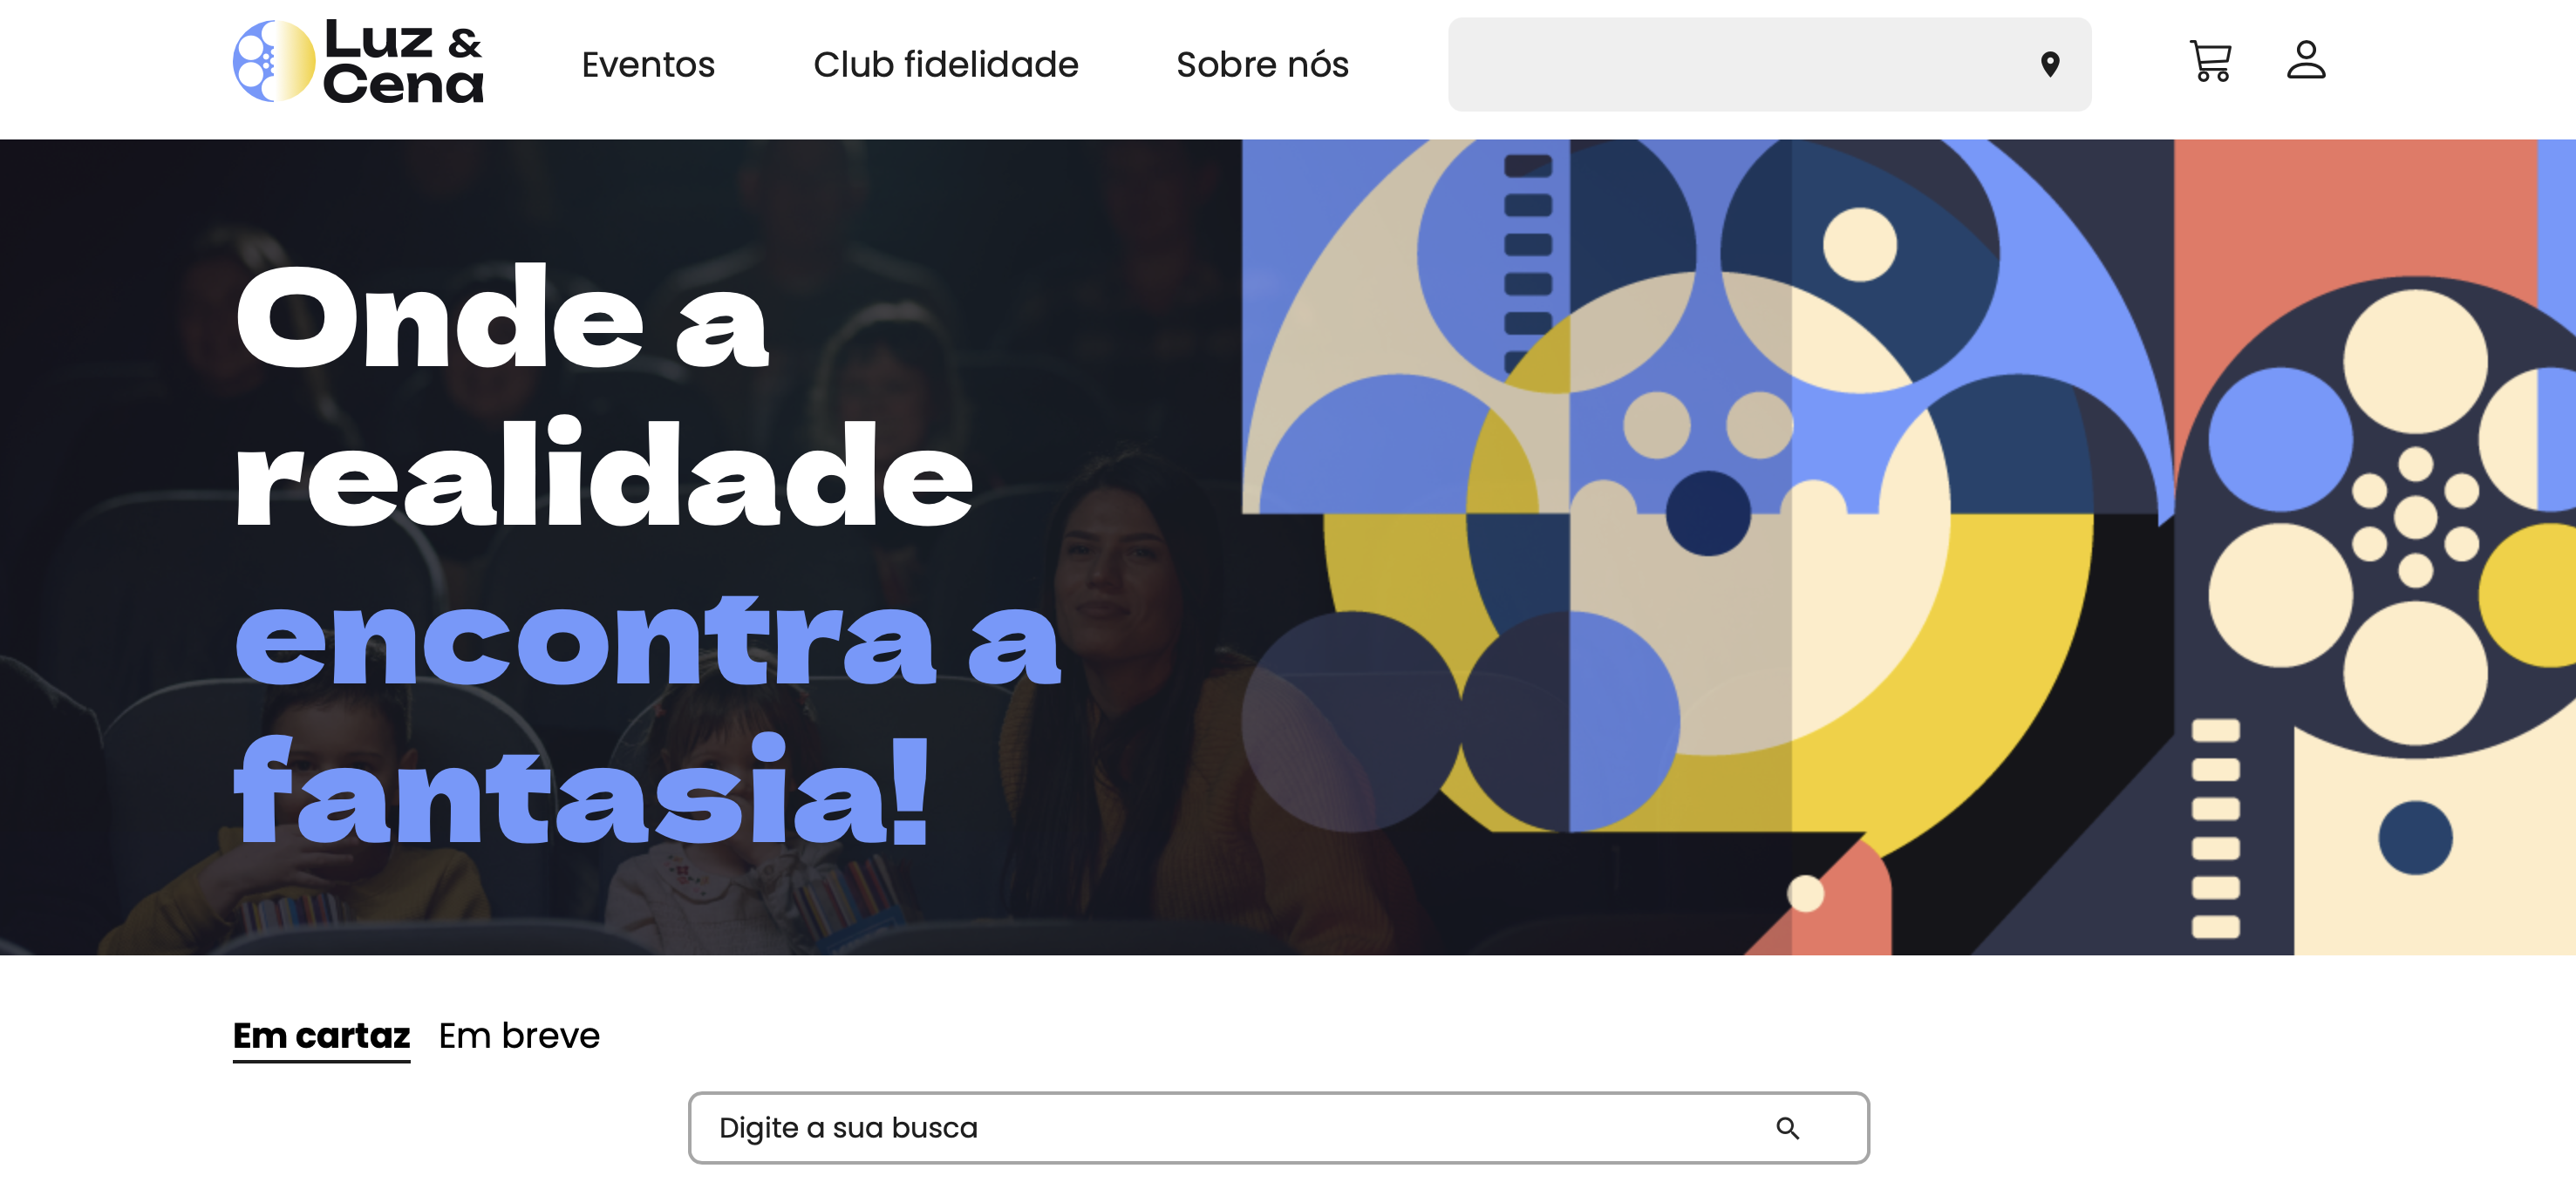 Luz &
Cena
Eventos
Club fidelidade
Sobre nós
Onde a
realidade
encontra a
fantasia!
Em cartaz
Em breve
Digite a sua busca